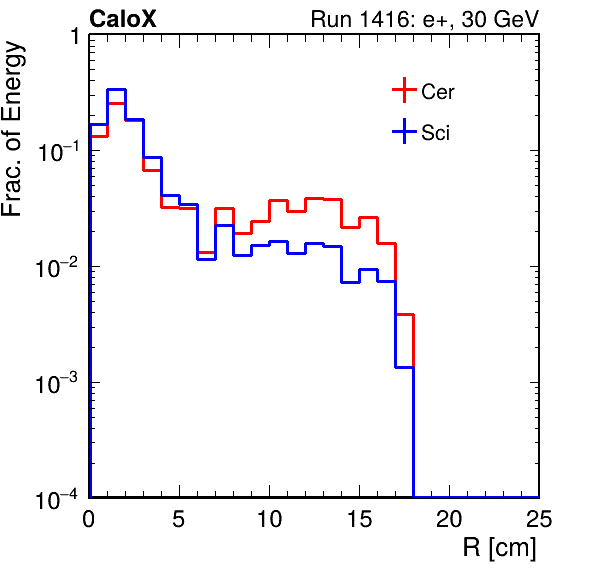 CaloX Run 1416: e+, 30 GeV
Frac. of Energy
1
10⁻¹
10⁻²
10⁻³
10⁻⁴
Cer
Sci
0 5 10 15 20 25
R [cm]